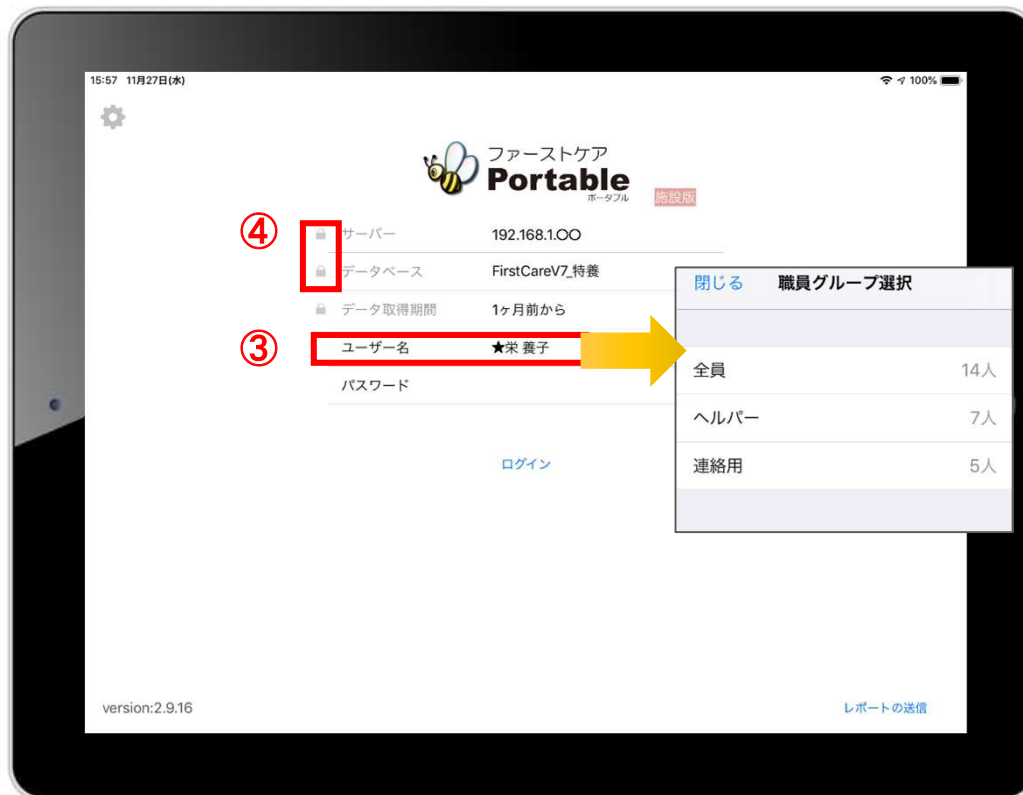 15:57 11月27日(水)
100%
ファーストケア
Portable
ポータブル
施設版
④
サーバー 192.168.1.〇〇
データベース FirstCareV7_特養
データ取得期間 1ヶ月前から
③
ユーザー名 ★栄 養子
パスワード
ログイン
閉じる 職員グループ選択
全員 14人
ヘルパー 7人
連絡用 5人
version:2.9.16
レポートの送信